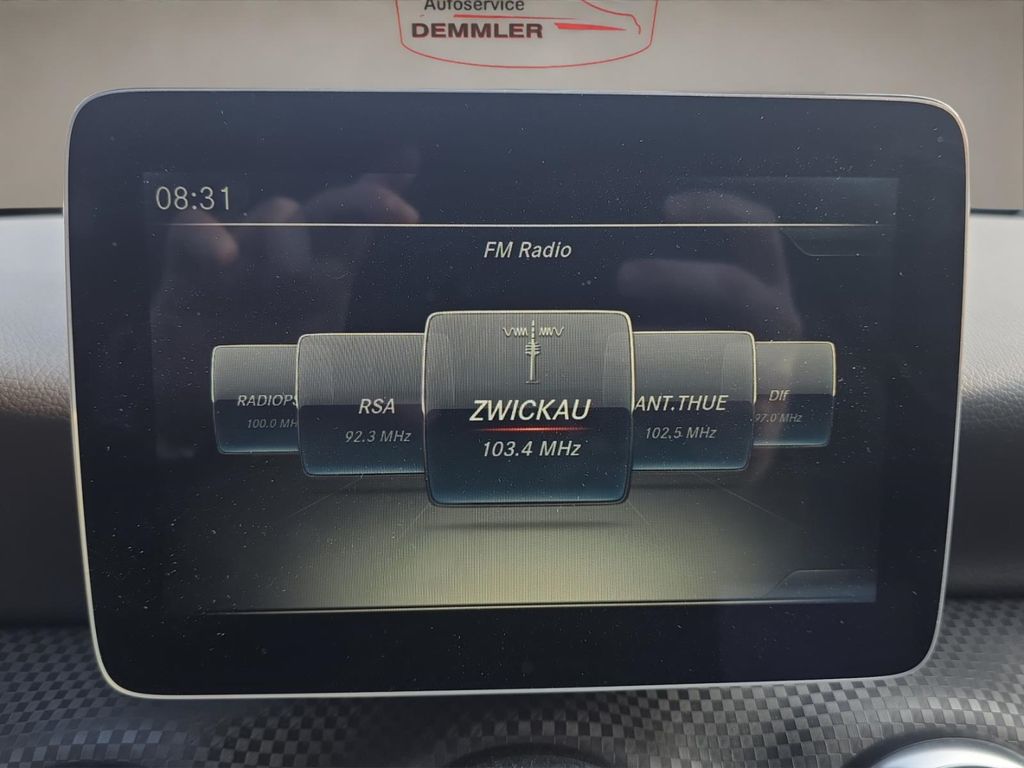 Autoservice
DEMMLER
08:31
FM Radio
RADIOPS
100.0 MH
RSA
92.3 MHz
ZWICKAU
103.4 MHz
ANT.THUE
102.5 MHz
Dlf
97.0 MHz